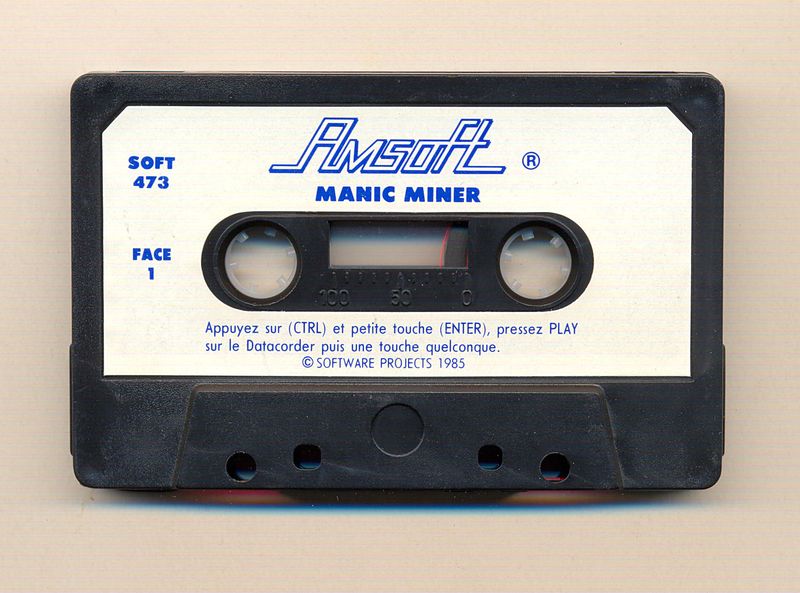 Amsoft ®
MANIC MINER
SOFT
473
FACE
1
100 50 0
Appuyez sur (CTRL) et petite touche (ENTER), pressez PLAY
sur le Datacorder puis une touche quelconque.
© SOFTWARE PROJECTS 1985